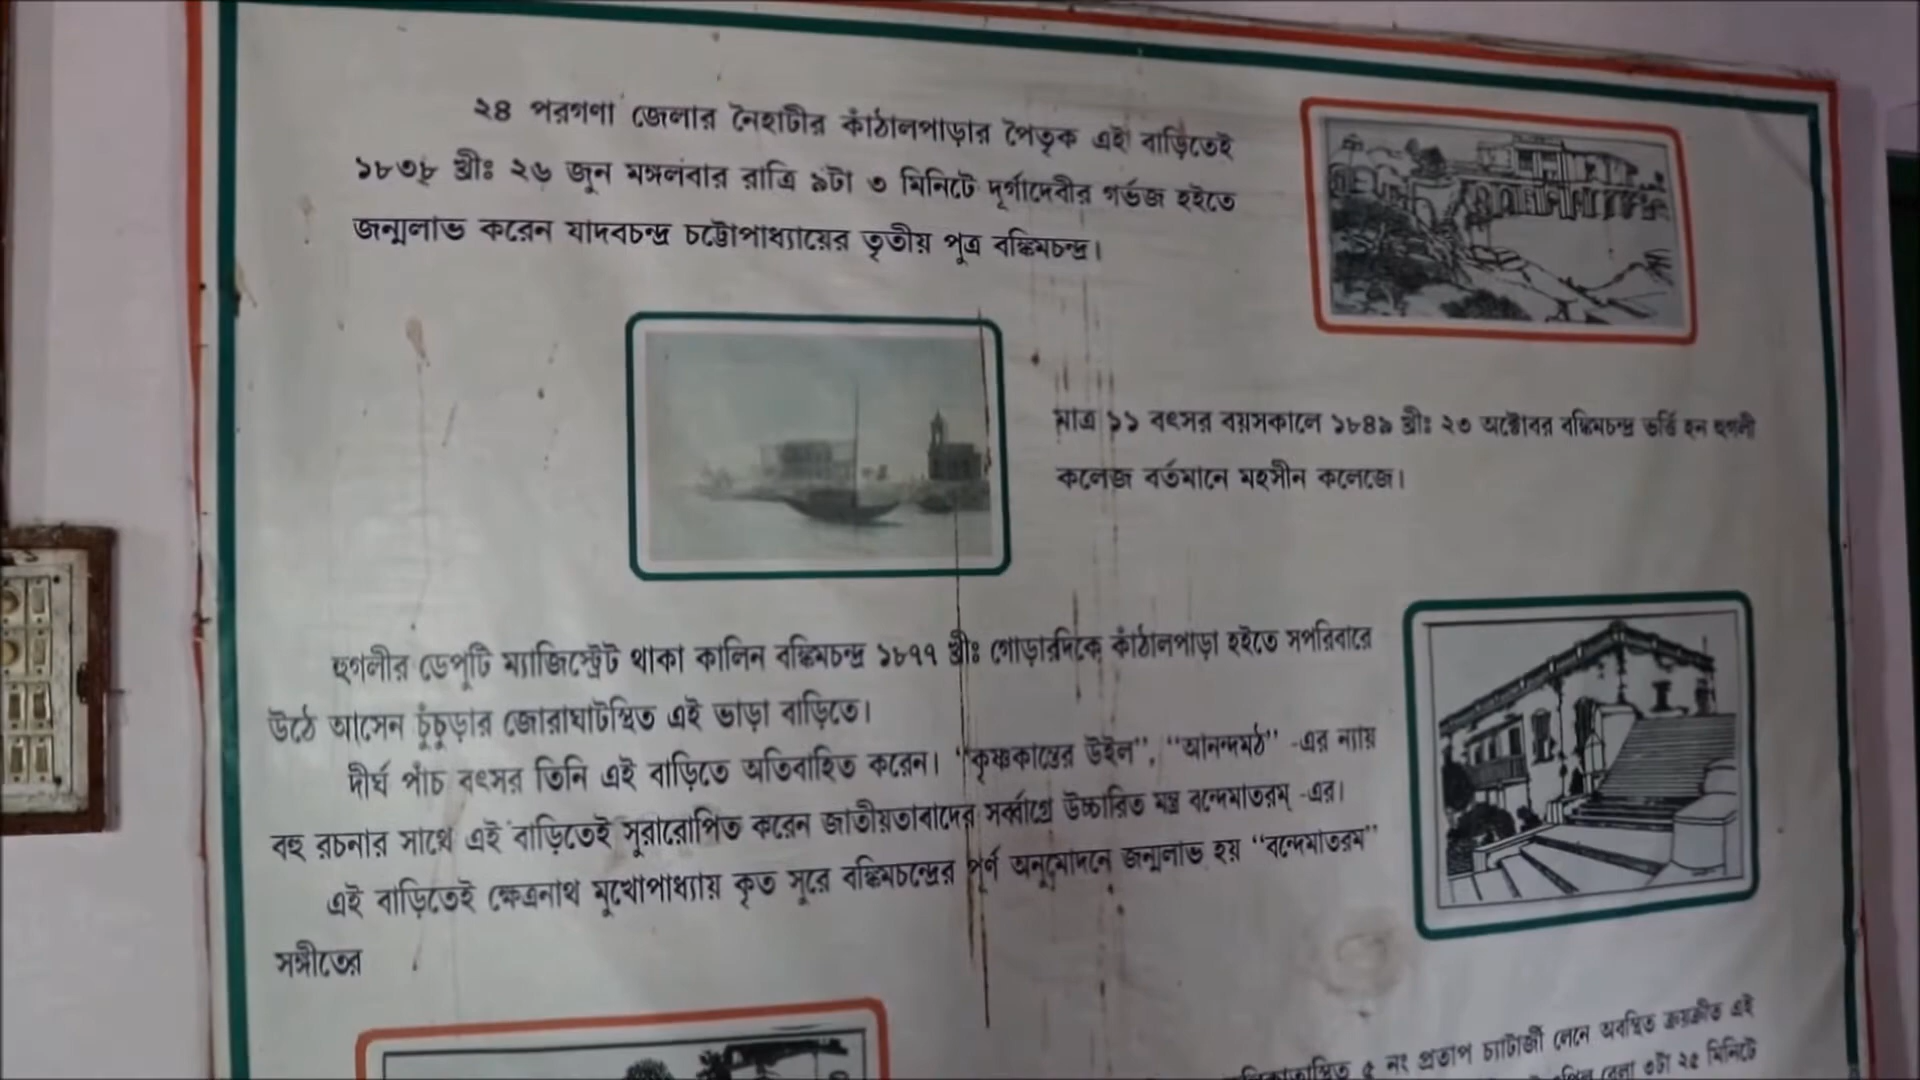 ২৪ পরগণা জেলার নৈহাটীর কাঁঠালপাড়ার পৈতৃক এই বাড়িতেই
১৮৩৮ খ্রীঃ ২৬ জুন মঙ্গলবার রাত্রি ৯টা ৩ মিনিটে দূর্গাদেবীর গর্ভজ হইতে
জন্মলাভ করেন যাদবচন্দ্র চট্টোপাধ্যায়ের তৃতীয় পুত্র বঙ্কিমচন্দ্র।
মাত্র ১১ বৎসর বয়সকালে ১৮৪৯ খ্রীঃ ২৩ অক্টোবর বঙ্কিমচন্দ্র ভর্তি হন হুগলী
কলেজ বর্তমানে মহসীন কলেজে।
হুগলীর ডেপুটি ম্যাজিস্ট্রেট থাকা কালিন বঙ্কিমচন্দ্র ১৮৭৭ খ্রীঃ গোড়ারদিকে কাঁঠালপাড়া হইতে সপরিবারে
উঠে আসেন চুঁচুড়ার জোরাঘাটস্থিত এই ভাড়া বাড়িতে।
দীর্ঘ পাঁচ বৎসর তিনি এই বাড়িতে অতিবাহিত করেন। “কৃষ্ণকান্তের উইল”, “আনন্দমঠ” -এর ন্যায়
বহু রচনার সাথে এই বাড়িতেই সুরারোপিত করেন জাতীয়তাবাদের সর্ব্বাগ্রে উচ্চারিত মন্ত্র বন্দেমাতরম্ -এর।
এই বাড়িতেই ক্ষেত্রনাথ মুখোপাধ্যায় কৃত সুরে বঙ্কিমচন্দ্রের পূর্ণ অনুমোদনে জন্মলাভ হয় “বন্দেমাতরম”
সঙ্গীতের
৫ নং প্রতাপ চ্যাটার্জী লেনে অবস্থিত ক্রয়ক্রীত এই
বেলা ৩টা ২৫ মিনিটে